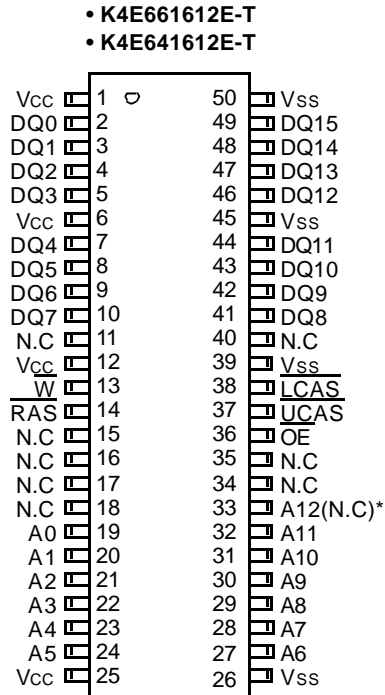 • K4E661612E-T
• K4E641612E-T
Vcc 1 50 Vss
DQ0 2 49 DQ15
DQ1 3 48 DQ14
DQ2 4 47 DQ13
DQ3 5 46 DQ12
Vcc 6 45 Vss
DQ4 7 44 DQ11
DQ5 8 43 DQ10
DQ6 9 42 DQ9
DQ7 10 41 DQ8
N.C 11 40 N.C
Vcc 12 39 Vss
W 13 38 LCAS
RAS 14 37 UCAS
N.C 15 36 OE
N.C 16 35 N.C
N.C 17 34 N.C
N.C 18 33 A12(N.C)*
A0 19 32 A11
A1 20 31 A10
A2 21 30 A9
A3 22 29 A8
A4 23 28 A7
A5 24 27 A6
Vcc 25 26 Vss